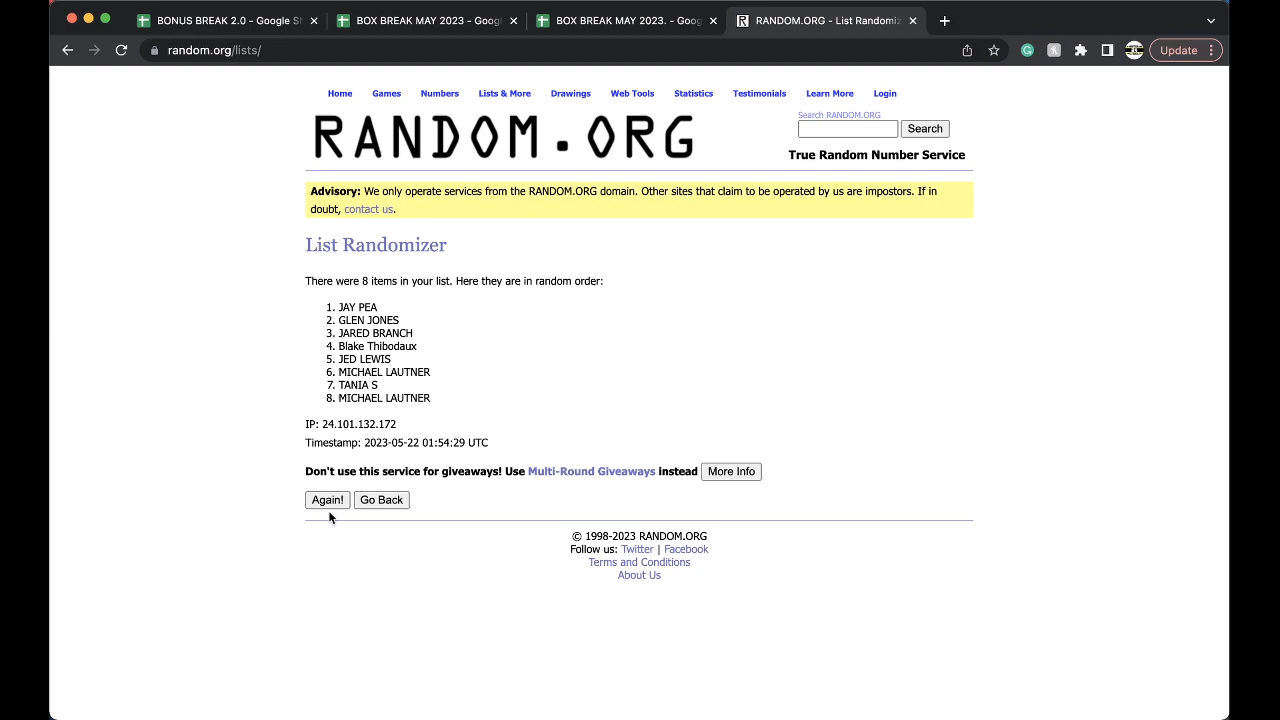 BONUS BREAK 2.0 - Google S
BOX BREAK MAY 2023 - Googl
BOX BREAK MAY 2023. - Goog
RANDOM.ORG - List Randomiz
random.org/lists/
Update
Home Games Numbers Lists & More Drawings Web Tools Statistics Testimonials Learn More Login
Search RANDOM.ORG
RANDOM.ORG
Search
True Random Number Service
Advisory: We only operate services from the RANDOM.ORG domain. Other sites that claim to be operated by us are impostors. If in
doubt, contact us.
List Randomizer
There were 8 items in your list. Here they are in random order:
1. JAY PEA
2. GLEN JONES
3. JARED BRANCH
4. Blake Thibodaux
5. JED LEWIS
6. MICHAEL LAUTNER
7. TANIA S
8. MICHAEL LAUTNER
IP: 24.101.132.172
Timestamp: 2023-05-22 01:54:29 UTC
Don't use this service for giveaways! Use Multi-Round Giveaways instead More Info
Again! Go Back
© 1998-2023 RANDOM.ORG
Follow us: Twitter | Facebook
Terms and Conditions
About Us